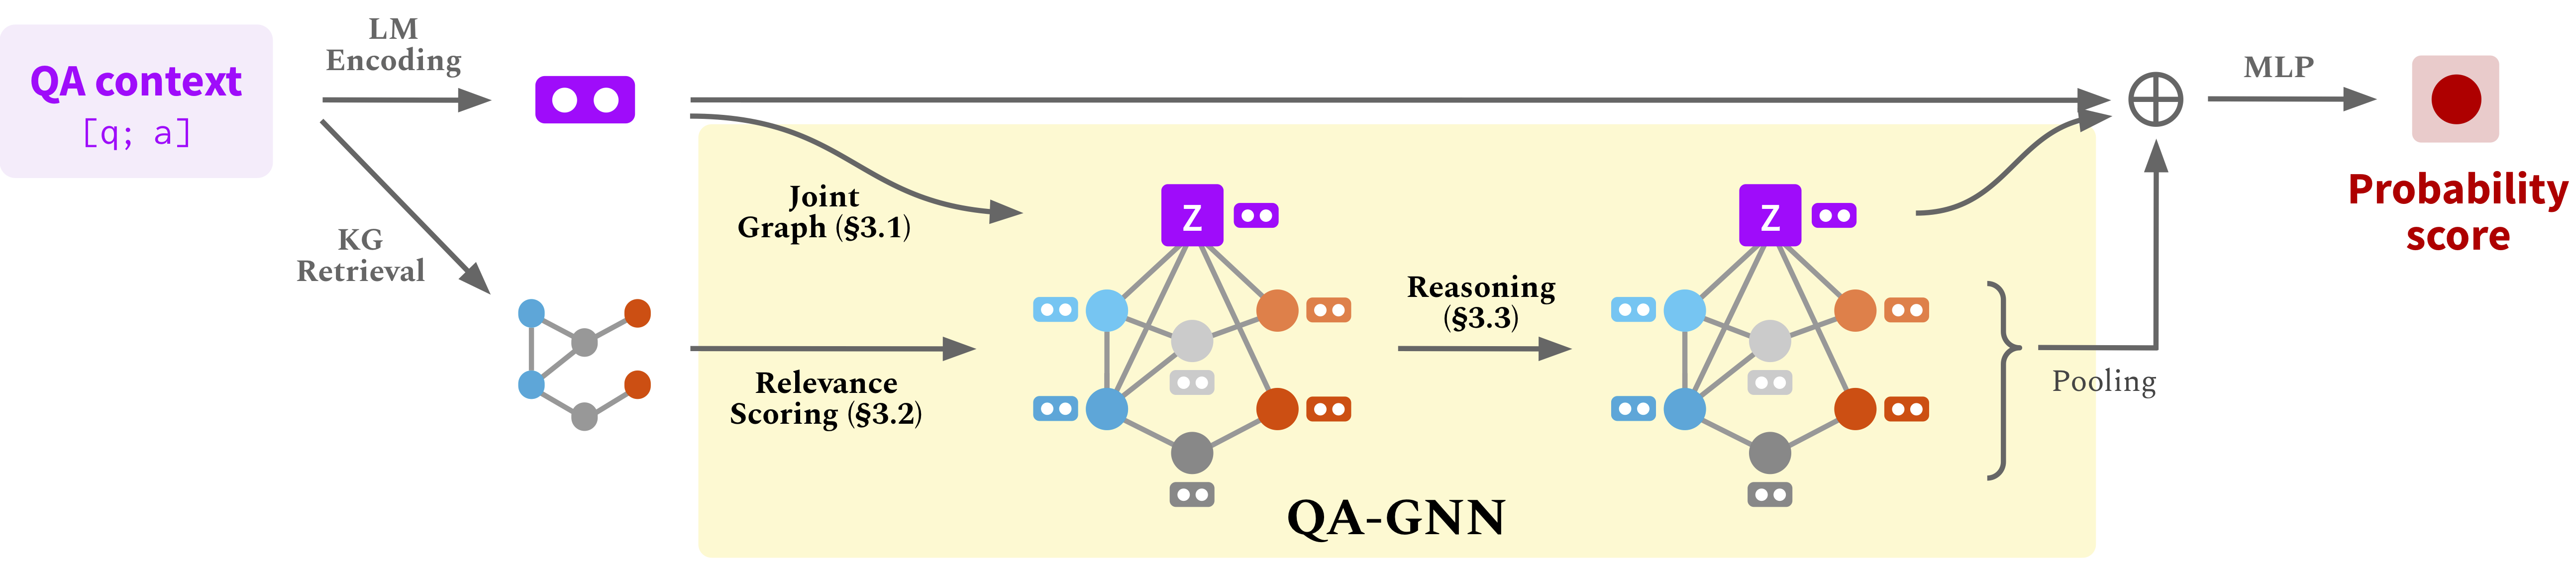 QA context
[q; a]
LM
Encoding
KG
Retrieval
Joint
Graph (§3.1)
Relevance
Scoring (§3.2)
Z
Reasoning
(§3.3)
Z
QA-GNN
Pooling
MLP
Probability
score